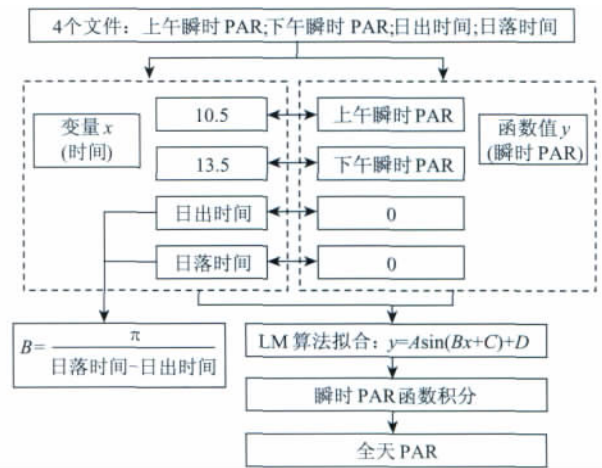 4个文件：上午瞬时PAR;下午瞬时PAR;日出时间;日落时间
变量 x
(时间)
10.5
上午瞬时PAR
函数值 y
(瞬时PAR)
13.5
下午瞬时PAR
日出时间
0
日落时间
0
B= π / 日落时间−日出时间
LM算法拟合：y=Asin(Bx+C)+D
瞬时PAR函数积分
全天PAR